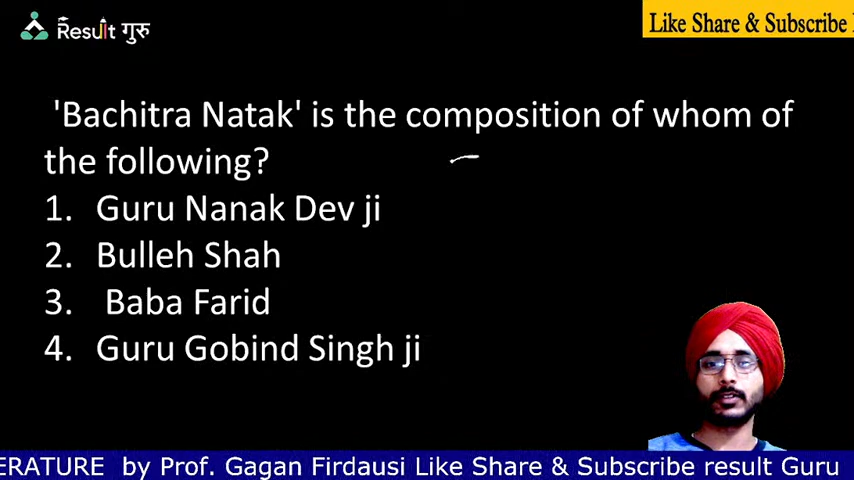 Result गुरु
Like Share & Subscribe
'Bachitra Natak' is the composition of whom of
the following?
1. Guru Nanak Dev ji
2. Bulleh Shah
3. Baba Farid
4. Guru Gobind Singh ji
ERATURE by Prof. Gagan Firdausi Like Share & Subscribe result Guru